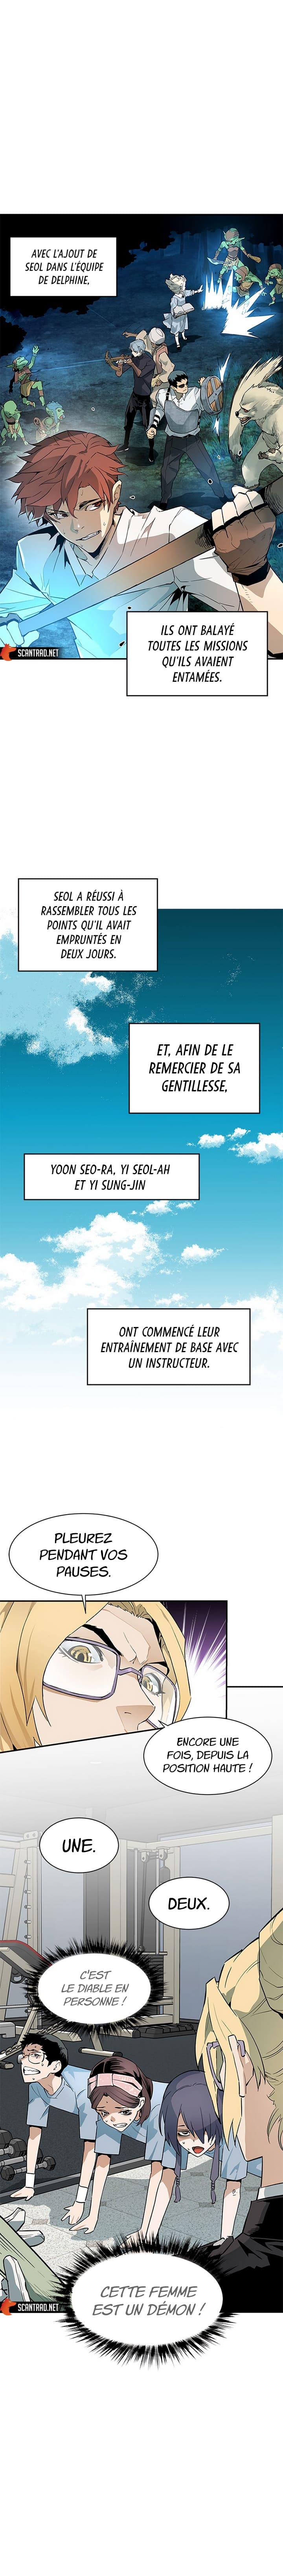 AVEC L'AJOUT DE
SEOL DANS L'ÉQUIPE
DE DELPHINE,
ILS ONT BALAYÉ
TOUTES LES MISSIONS
QU'ILS AVAIENT
ENTAMÉES.
SCANTRAD.NET
SEOL A RÉUSSI À
RASSEMBLER TOUS LES
POINTS QU'IL AVAIT
EMPRUNTÉS EN
DEUX JOURS.
ET, AFIN DE LE
REMERCIER DE SA
GENTILLESSE,
YOON SEO-RA, YI SEOL-AH
ET YI SUNG-JIN
ONT COMMENCÉ LEUR
ENTRAÎNEMENT DE BASE AVEC
UN INSTRUCTEUR.
PLEUREZ
PENDANT VOS
PAUSES.
ENCORE UNE
FOIS, DEPUIS LA
POSITION HAUTE !
UNE.
DEUX.
C'EST
LE DIABLE EN
PERSONNE !
CETTE FEMME
EST UN DÉMON !
SCANTRAD.NET